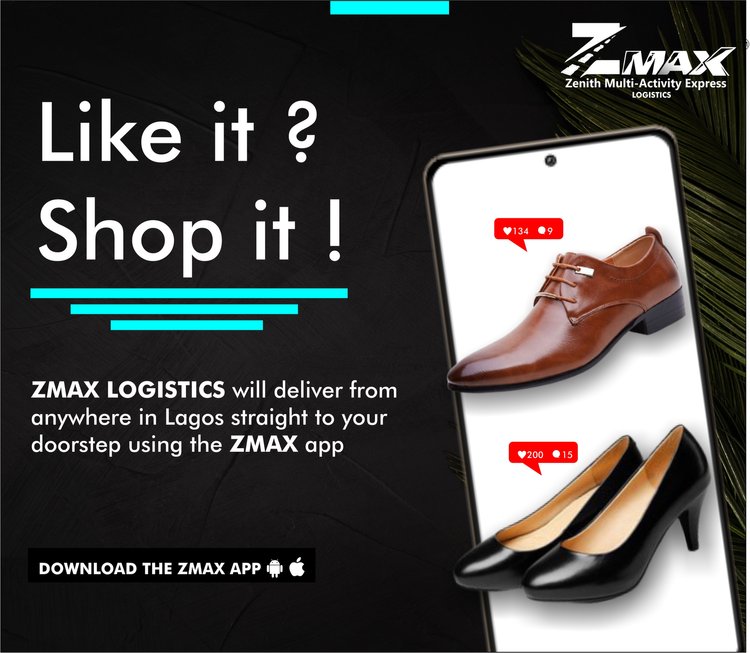 ZMAX
Zenith Multi-Activity Express
LOGISTICS
Like it ?
Shop it !
134 9
ZMAX LOGISTICS will deliver from
anywhere in Lagos straight to your
doorstep using the ZMAX app
200 15
DOWNLOAD THE ZMAX APP